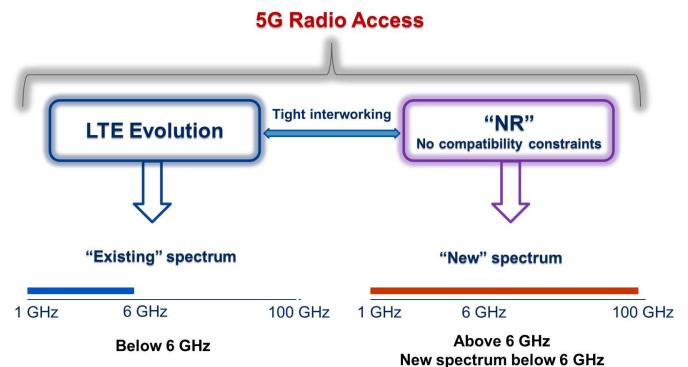 5G Radio Access
LTE Evolution
Tight interworking
“NR”
No compatibility constraints
“Existing” spectrum
“New” spectrum
1 GHz 6 GHz 100 GHz
1 GHz 6 GHz 100 GHz
Below 6 GHz
Above 6 GHz
New spectrum below 6 GHz